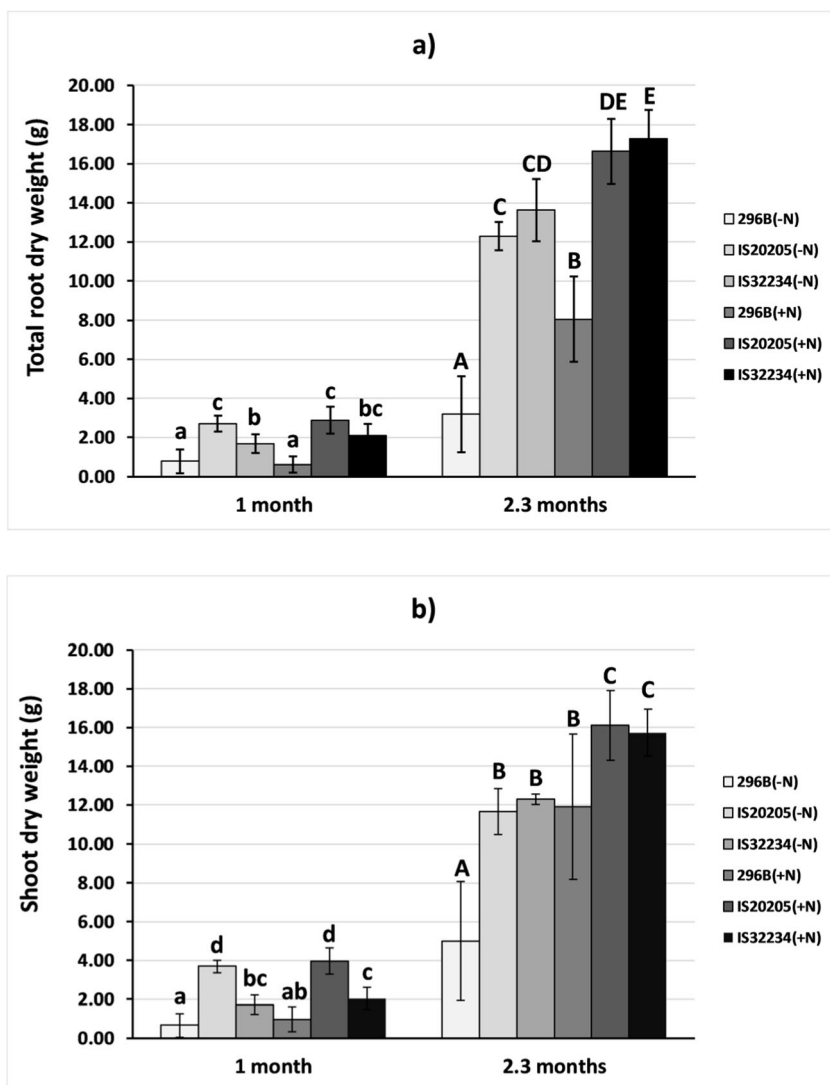 a)
Total root dry weight (g)
20.00
18.00
16.00
14.00
12.00
10.00
8.00
6.00
4.00
2.00
0.00
a
c
b
a
c
bc
A
C
CD
B
DE
E
1 month
2.3 months
296B(-N)
IS20205(-N)
IS32234(-N)
296B(+N)
IS20205(+N)
IS32234(+N)
b)
Shoot dry weight (g)
20.00
18.00
16.00
14.00
12.00
10.00
8.00
6.00
4.00
2.00
0.00
a
d
bc
ab
d
c
A
B
B
B
C
C
1 month
2.3 months
296B(-N)
IS20205(-N)
IS32234(-N)
296B(+N)
IS20205(+N)
IS32234(+N)